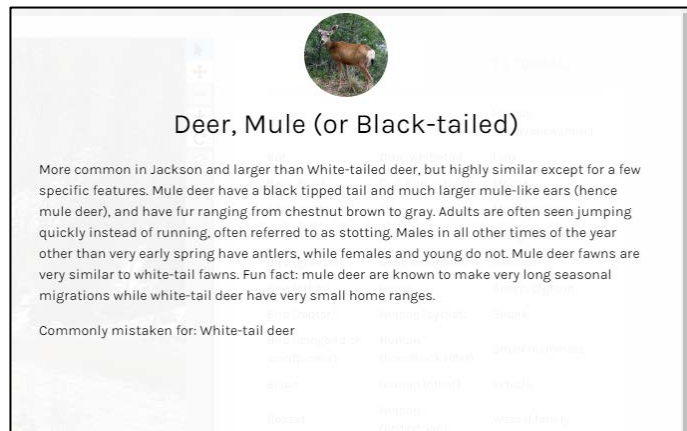 Deer, Mule (or Black-tailed)
More common in Jackson and larger than White-tailed deer, but highly similar except for a few
specific features. Mule deer have a black tipped tail and much larger mule-like ears (hence
mule deer), and have fur ranging from chestnut brown to gray. Adults are often seen jumping
quickly instead of running, often referred to as stotting. Males in all other times of the year
other than very early spring have antlers, while females and young do not. Mule deer fawns are
very similar to white-tail fawns. Fun fact: mule deer are known to make very long seasonal
migrations while white-tail deer have very small home ranges.
Commonly mistaken for: White-tail deer